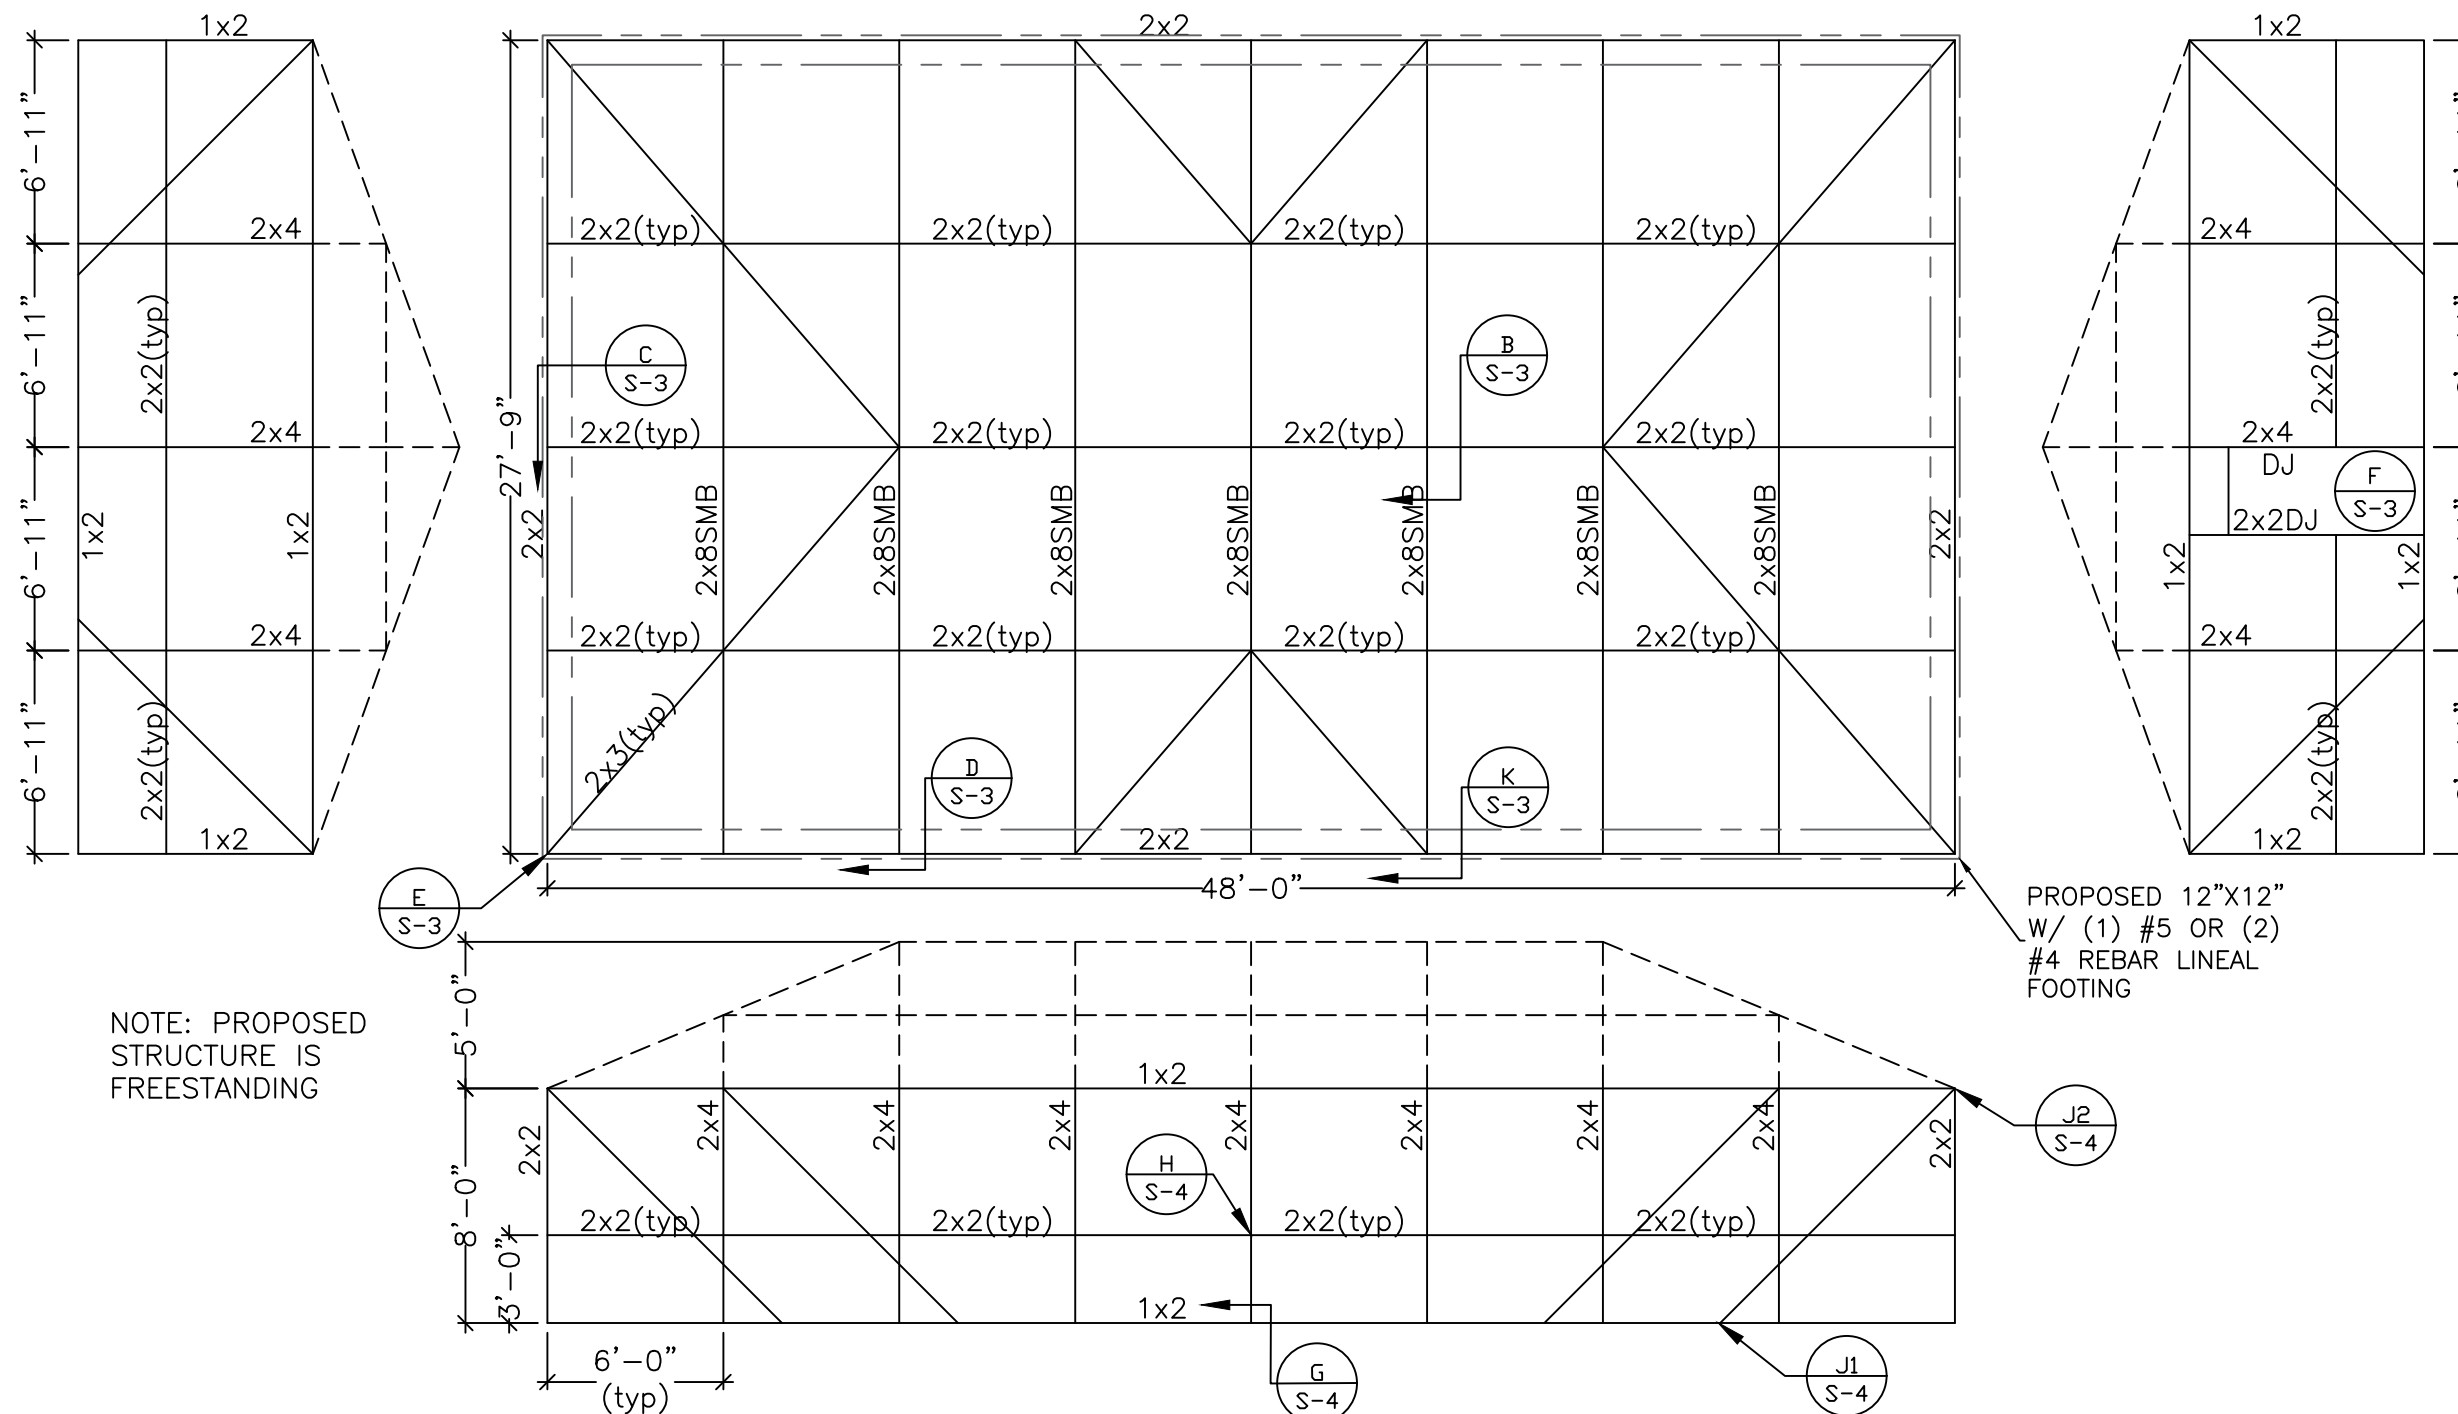 1x2
6'-11"
6'-11"
6'-11"
6'-11"
2x4
2x2(typ)
2x4
1x2
1x2
2x4
2x2(typ)
1x2
2x2
27'-9"
2x2(typ) 2x2(typ) 2x2(typ) 2x2(typ)
C
S-3
B
S-3
2x2(typ) 2x2(typ) 2x2(typ) 2x2(typ)
2x2
2x8SMB
2x8SMB
2x8SMB
2x8SMB
2x8SMB
2x8SMB
2x8SMB
2x2
2x2(typ) 2x2(typ) 2x2(typ) 2x2(typ)
2x3(typ)
D
S-3
K
S-3
2x2
48'-0"
E
S-3
1x2
2x4
2x2(typ)
2x4
DJ
F
S-3
2x2DJ
1x2
1x2
2x4
2x2(typ)
1x2
PROPOSED 12"X12"
W/ (1) #5 OR (2)
#4 REBAR LINEAL
FOOTING
NOTE: PROPOSED
STRUCTURE IS
FREESTANDING
5'-0"
8'-0"
3'-0"
1x2
2x2
2x4
2x4
2x4
2x4
2x4
2x4
2x4
2x2
J2
S-4
H
S-4
2x2(typ) 2x2(typ) 2x2(typ) 2x2(typ)
1x2
6'-0"
(typ)
G
S-4
J1
S-4